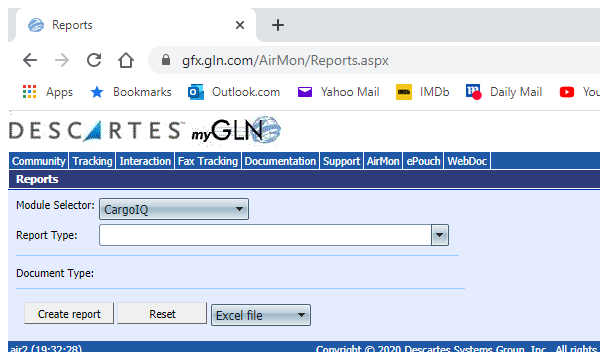 Reports
gfx.gln.com/AirMon/Reports.aspx
Apps Bookmarks Outlook.com Yahoo Mail IMDb Daily Mail You
DESCARTES™ myGLN
Community Tracking Interaction Fax Tracking Documentation Support AirMon ePouch WebDoc
Reports
Module Selector: CargoIQ
Report Type:
Document Type:
Create report Reset Excel file
air2 (19:32:28) Copyright © 2020 Descartes Systems Group, Inc. All rights